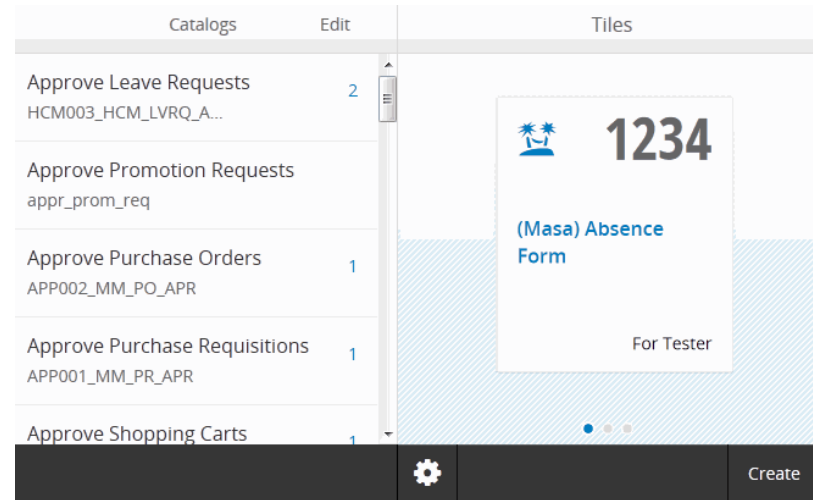 Catalogs
Edit
Tiles
Approve Leave Requests
2
HCM003_HCM_LVRQ_A...
Approve Promotion Requests
appr_prom_req
Approve Purchase Orders
1
APP002_MM_PO_APR
Approve Purchase Requisitions
1
APP001_MM_PR_APR
Approve Shopping Carts
1
1234
(Masa) Absence
Form
For Tester
Create